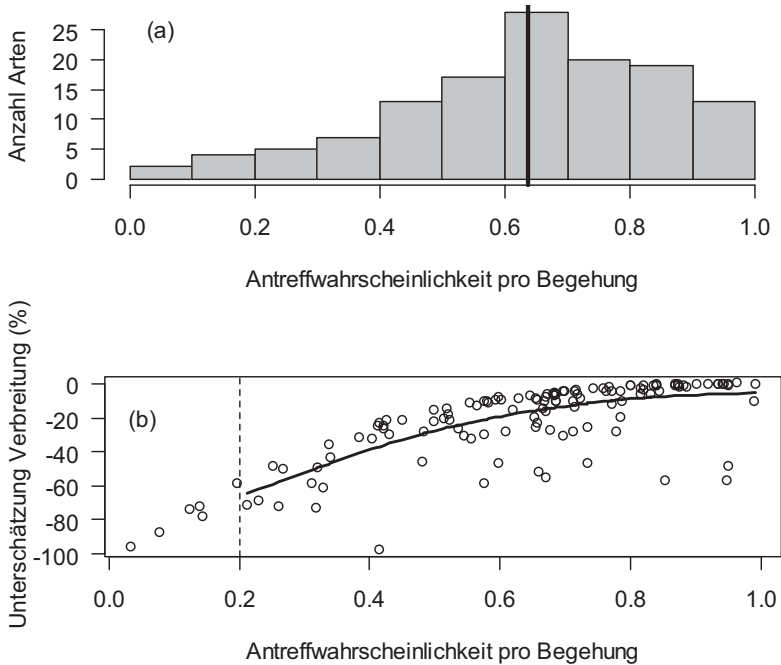 (a)
Anzahl Arten
25
20
15
10
5
0
0.0 0.2 0.4 0.6 0.8 1.0
Antreffwahrscheinlichkeit pro Begehung
(b)
Unterschätzung Verbreitung (%)
0
-20
-40
-60
-80
-100
0.0 0.2 0.4 0.6 0.8 1.0
Antreffwahrscheinlichkeit pro Begehung